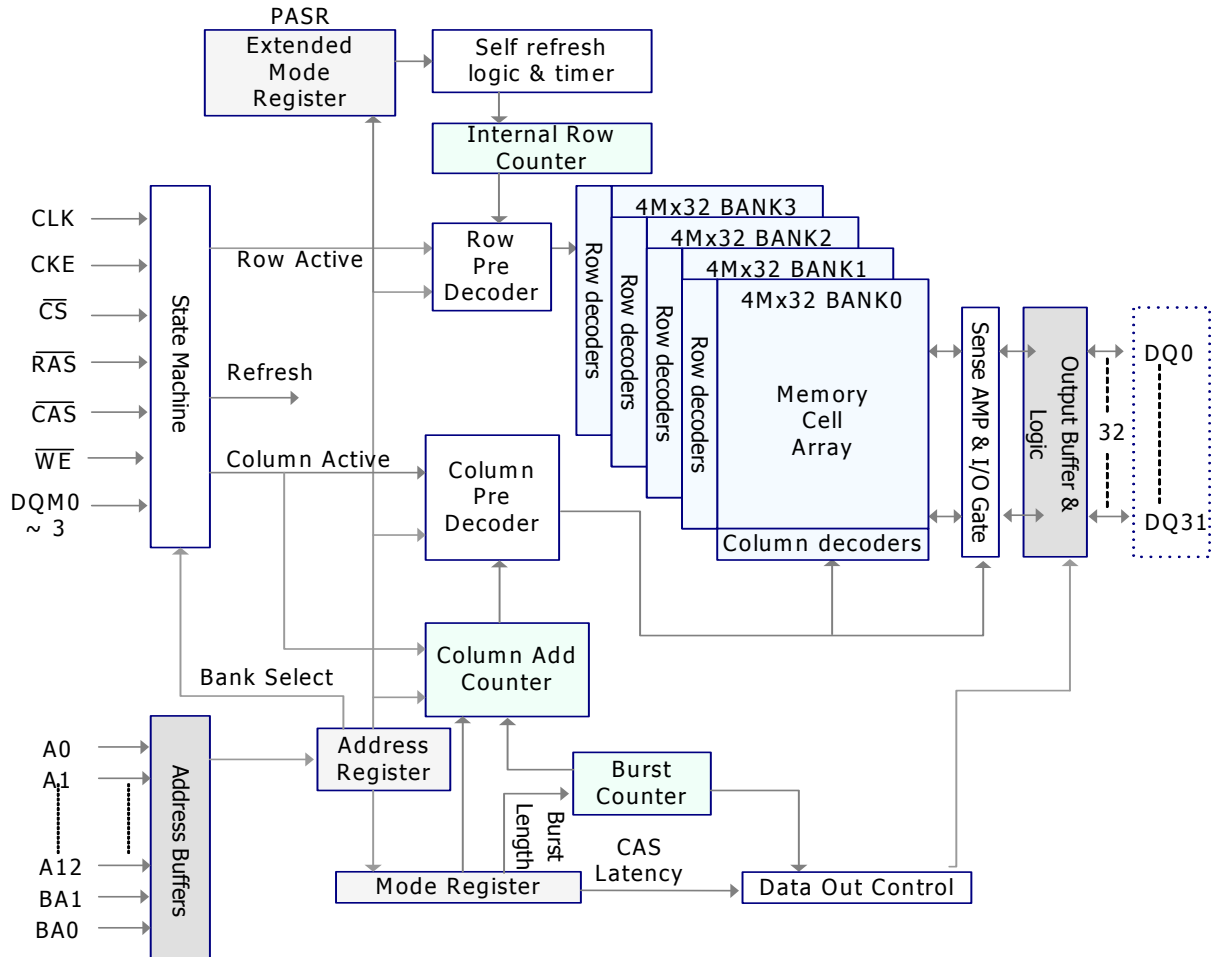 PASR
Extended
Mode
Register
Self refresh
logic & timer
Internal Row
Counter
CLK
CKE
CS
RAS
CAS
WE
DQM0
~ 3
State Machine
Row Active
Refresh
Column Active
Row
Pre
Decoder
Column
Pre
Decoder
Row decoders
Row decoders
Row decoders
Row decoders
4Mx32 BANK3
4Mx32 BANK2
4Mx32 BANK1
4Mx32 BANK0
Memory
Cell
Array
Column decoders
Sense AMP & I/O Gate
Output Buffer &
Logic
DQ0
32
DQ31
Bank Select
Column Add
Counter
A0
A1
A12
BA1
BA0
Address Buffers
Address
Register
Burst
Counter
Burst
Length
CAS
Latency
Mode Register
Data Out Control